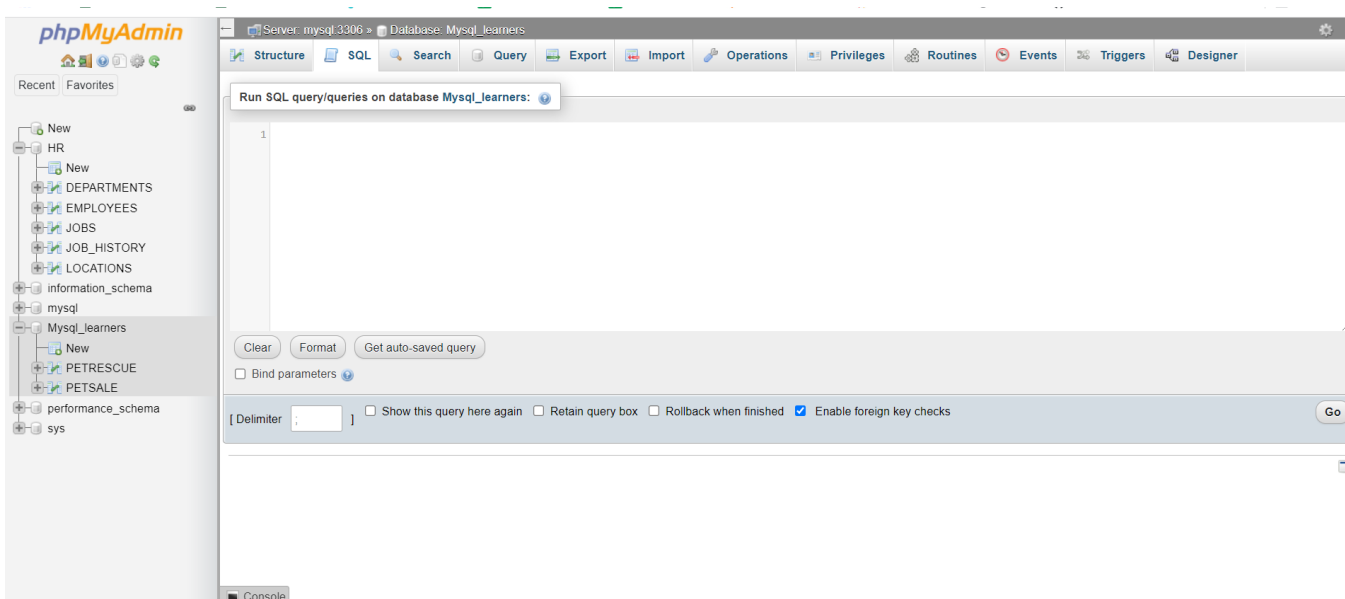 phpMyAdmin
Recent Favorites
New
HR
New
DEPARTMENTS
EMPLOYEES
JOBS
JOB_HISTORY
LOCATIONS
information_schema
mysql
Mysql_learners
New
PETRESCUE
PETSALE
performance_schema
sys
Server: mysql:3306 » Database: Mysql_learners
Structure SQL Search Query Export Import Operations Privileges Routines Events Triggers Designer
Run SQL query/queries on database Mysql_learners:
1
Clear Format Get auto-saved query
Bind parameters
[ Delimiter ; ] Show this query here again Retain query box Rollback when finished Enable foreign key checks Go
Console